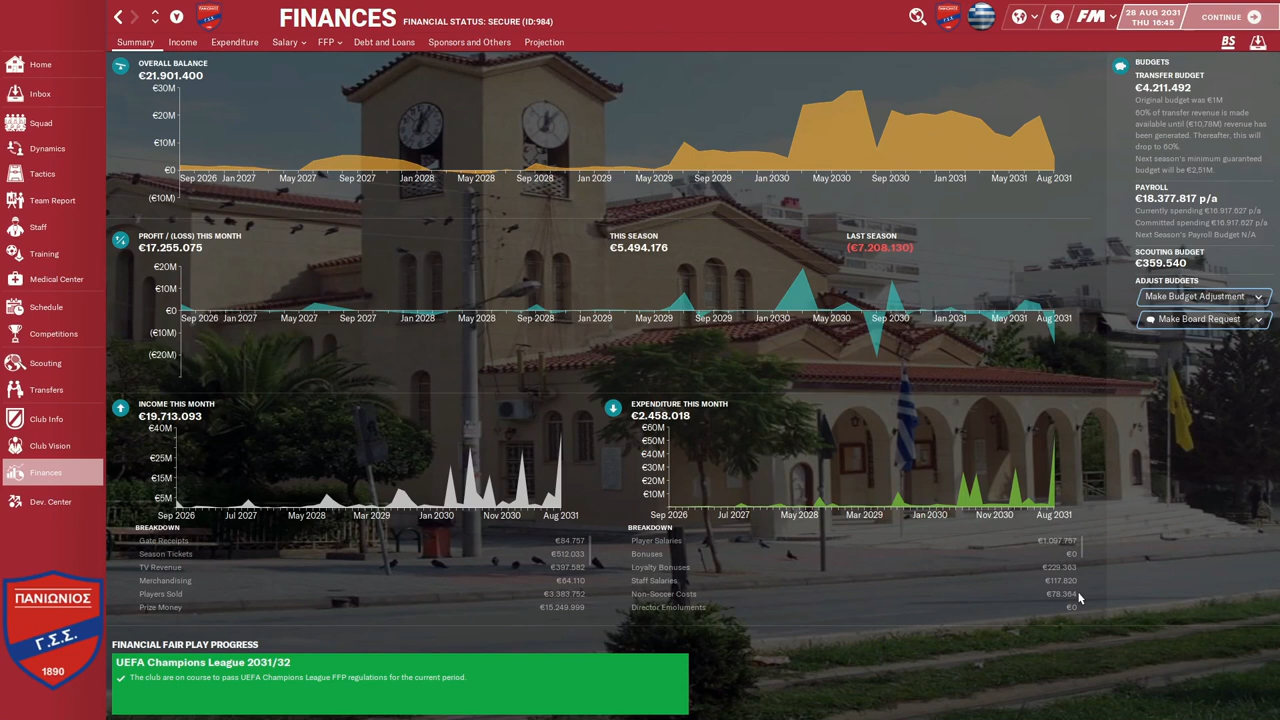 FINANCES FINANCIAL STATUS: SECURE (ID:984)
28 AUG 2031
THU 16:45
CONTINUE
FM
Summary Income Expenditure Salary FFP Debt and Loans Sponsors and Others Projection
BS
Home
Inbox
Squad
Dynamics
Tactics
Team Report
Staff
Training
Medical Center
Schedule
Competitions
Scouting
Transfers
Club Info
Club Vision
Finances
Dev. Center
ΠΑΝΙΩΝΙΟΣ
Γ.Σ.Σ.
1890
OVERALL BALANCE
€21.901.400
€30M
€20M
€10M
€0
(€10M)
Sep 2026 Jan 2027 May 2027 Sep 2027 Jan 2028 May 2028 Sep 2028 Jan 2029 May 2029 Sep 2029 Jan 2030 May 2030 Sep 2030 Jan 2031 May 2031 Aug 2031
PROFIT / (LOSS) THIS MONTH
€17.255.075
THIS SEASON
€5.494.176
LAST SEASON
(€7.208.130)
€20M
€10M
€0
(€10M)
(€20M)
Sep 2026 Jan 2027 May 2027 Sep 2027 Jan 2028 May 2028 Sep 2028 Jan 2029 May 2029 Sep 2029 Jan 2030 May 2030 Sep 2030 Jan 2031 May 2031 Aug 2031
INCOME THIS MONTH
€19.713.093
€40M
€25M
€15M
€5M
Sep 2026 Jul 2027 May 2028 Mar 2029 Jan 2030 Nov 2030 Aug 2031
BREAKDOWN
Gate Receipts €84.757
Season Tickets €512.033
TV Revenue €397.582
Merchandising €64.110
Players Sold €3.383.752
Prize Money €15.249.999
EXPENDITURE THIS MONTH
€2.458.018
€60M
€50M
€40M
€30M
€20M
€10M
Sep 2026 Jul 2027 May 2028 Mar 2029 Jan 2030 Nov 2030 Aug 2031
BREAKDOWN
Player Salaries €1.097.757
Bonuses €0
Loyalty Bonuses €229.363
Staff Salaries €117.820
Non-Soccer Costs €78.364
Director Emoluments €0
FINANCIAL FAIR PLAY PROGRESS
UEFA Champions League 2031/32
The club are on course to pass UEFA Champions League FFP regulations for the current period.
BUDGETS
TRANSFER BUDGET
€4.211.492
Original budget was €1M
60% of transfer revenue is made
available until (€10,78M) revenue has
been generated. Thereafter, this will
drop to 60%.
Next season's minimum guaranteed
budget will be €2,51M.
PAYROLL
€18.377.817 p/a
Currently spending €16.917.627 p/a
Committed spending €16.917.627 p/a
Next Season's Payroll Budget N/A
SCOUTING BUDGET
€359.540
ADJUST BUDGETS
Make Budget Adjustment
Make Board Request